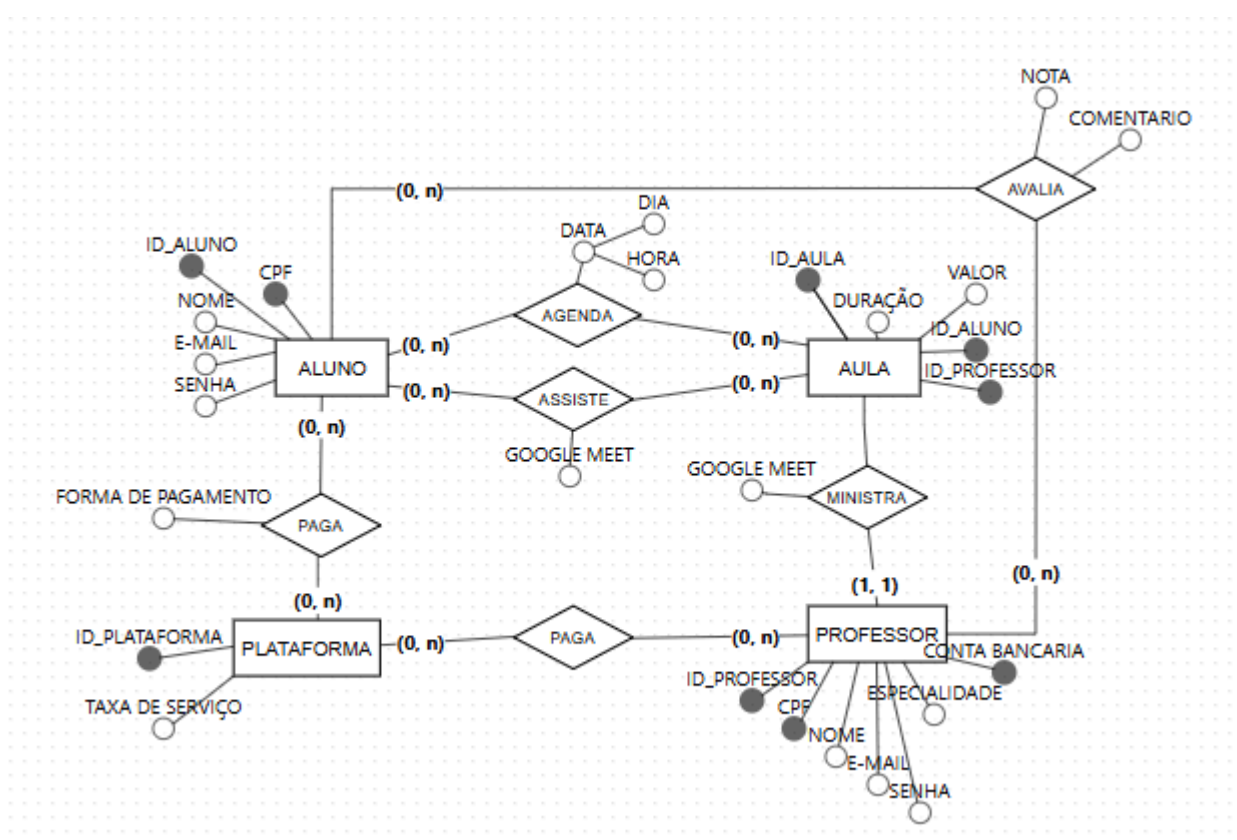 NOTA
COMENTARIO
(0, n)
AVALIA
DIA
DATA
HORA
ID_ALUNO
CPF
ID_AULA
VALOR
NOME
DURAÇÃO
AGENDA
ID_ALUNO
E-MAIL
(0, n)
(0, n)
ALUNO
AULA
ID_PROFESSOR
SENHA
(0, n)
(0, n)
ASSISTE
(0, n)
GOOGLE MEET
GOOGLE MEET
FORMA DE PAGAMENTO
MINISTRA
PAGA
(0, n)
(1, 1)
(0, n)
ID_PLATAFORMA
PLATAFORMA
(0, n)
PAGA
(0, n)
PROFESSOR
CONTA BANCARIA
ID_PROFESSOR
ESPECIALIDADE
TAXA DE SERVIÇO
CPF
NOME
E-MAIL
SENHA